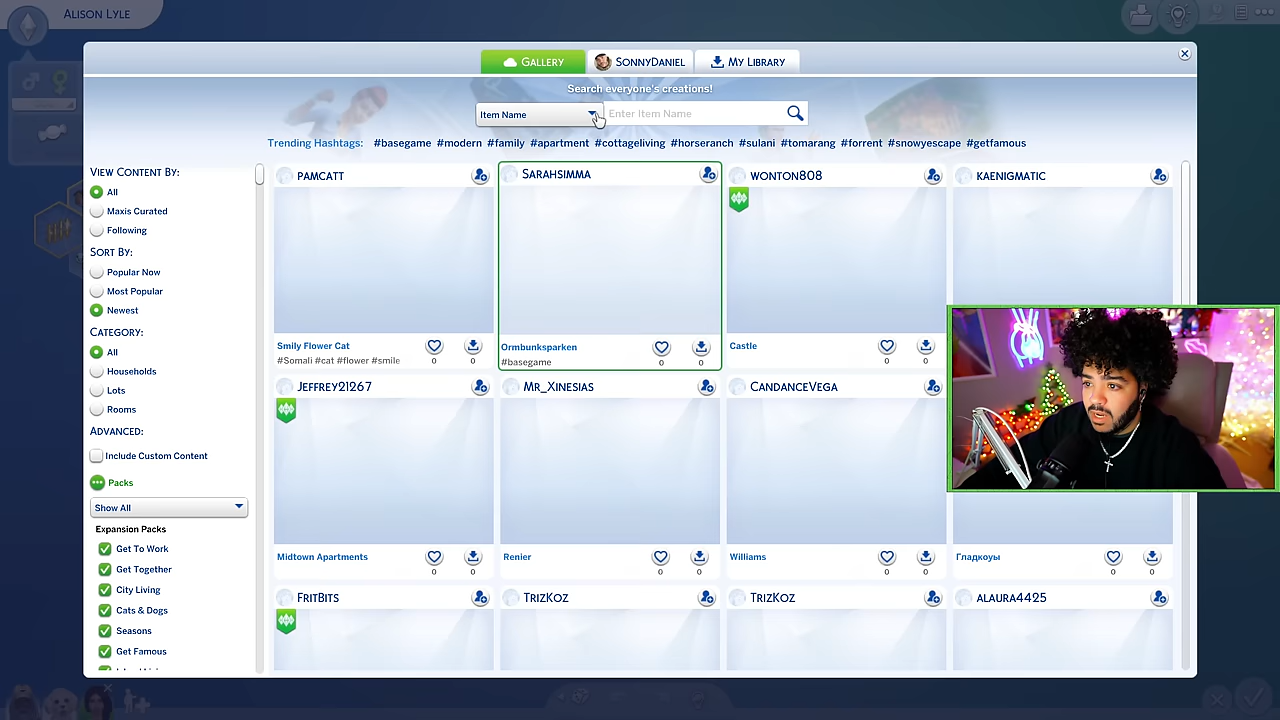 ALISON LYLE
GALLERY
SONNYDANIEL
MY LIBRARY
Search everyone's creations!
Item Name
Enter Item Name
Trending Hashtags: #basegame #modern #family #apartment #cottageliving #horseranch #sulani #tomarang #forrent #snowyescape #getfamous
VIEW CONTENT BY:
All
Maxis Curated
Following
SORT BY:
Popular Now
Most Popular
Newest
CATEGORY:
All
Households
Lots
Rooms
ADVANCED:
Include Custom Content
Packs
Show All
Expansion Packs
Get To Work
Get Together
City Living
Cats & Dogs
Seasons
Get Famous
PAMCATT
Smily Flower Cat
#Somali #cat #flower #smile
0 0
SARAHSIMMA
Ormbunksparken
#basegame
0 0
WONTON808
Castle
0 0
KAENIGMATIC
JEFFREY21267
Midtown Apartments
0 0
MR_XINESIAS
Renier
0 0
CANDANCEVEGA
Williams
0 0
Гладкоуы
0 0
FRITBITS
TRIZKOZ
TRIZKOZ
ALAURA4425